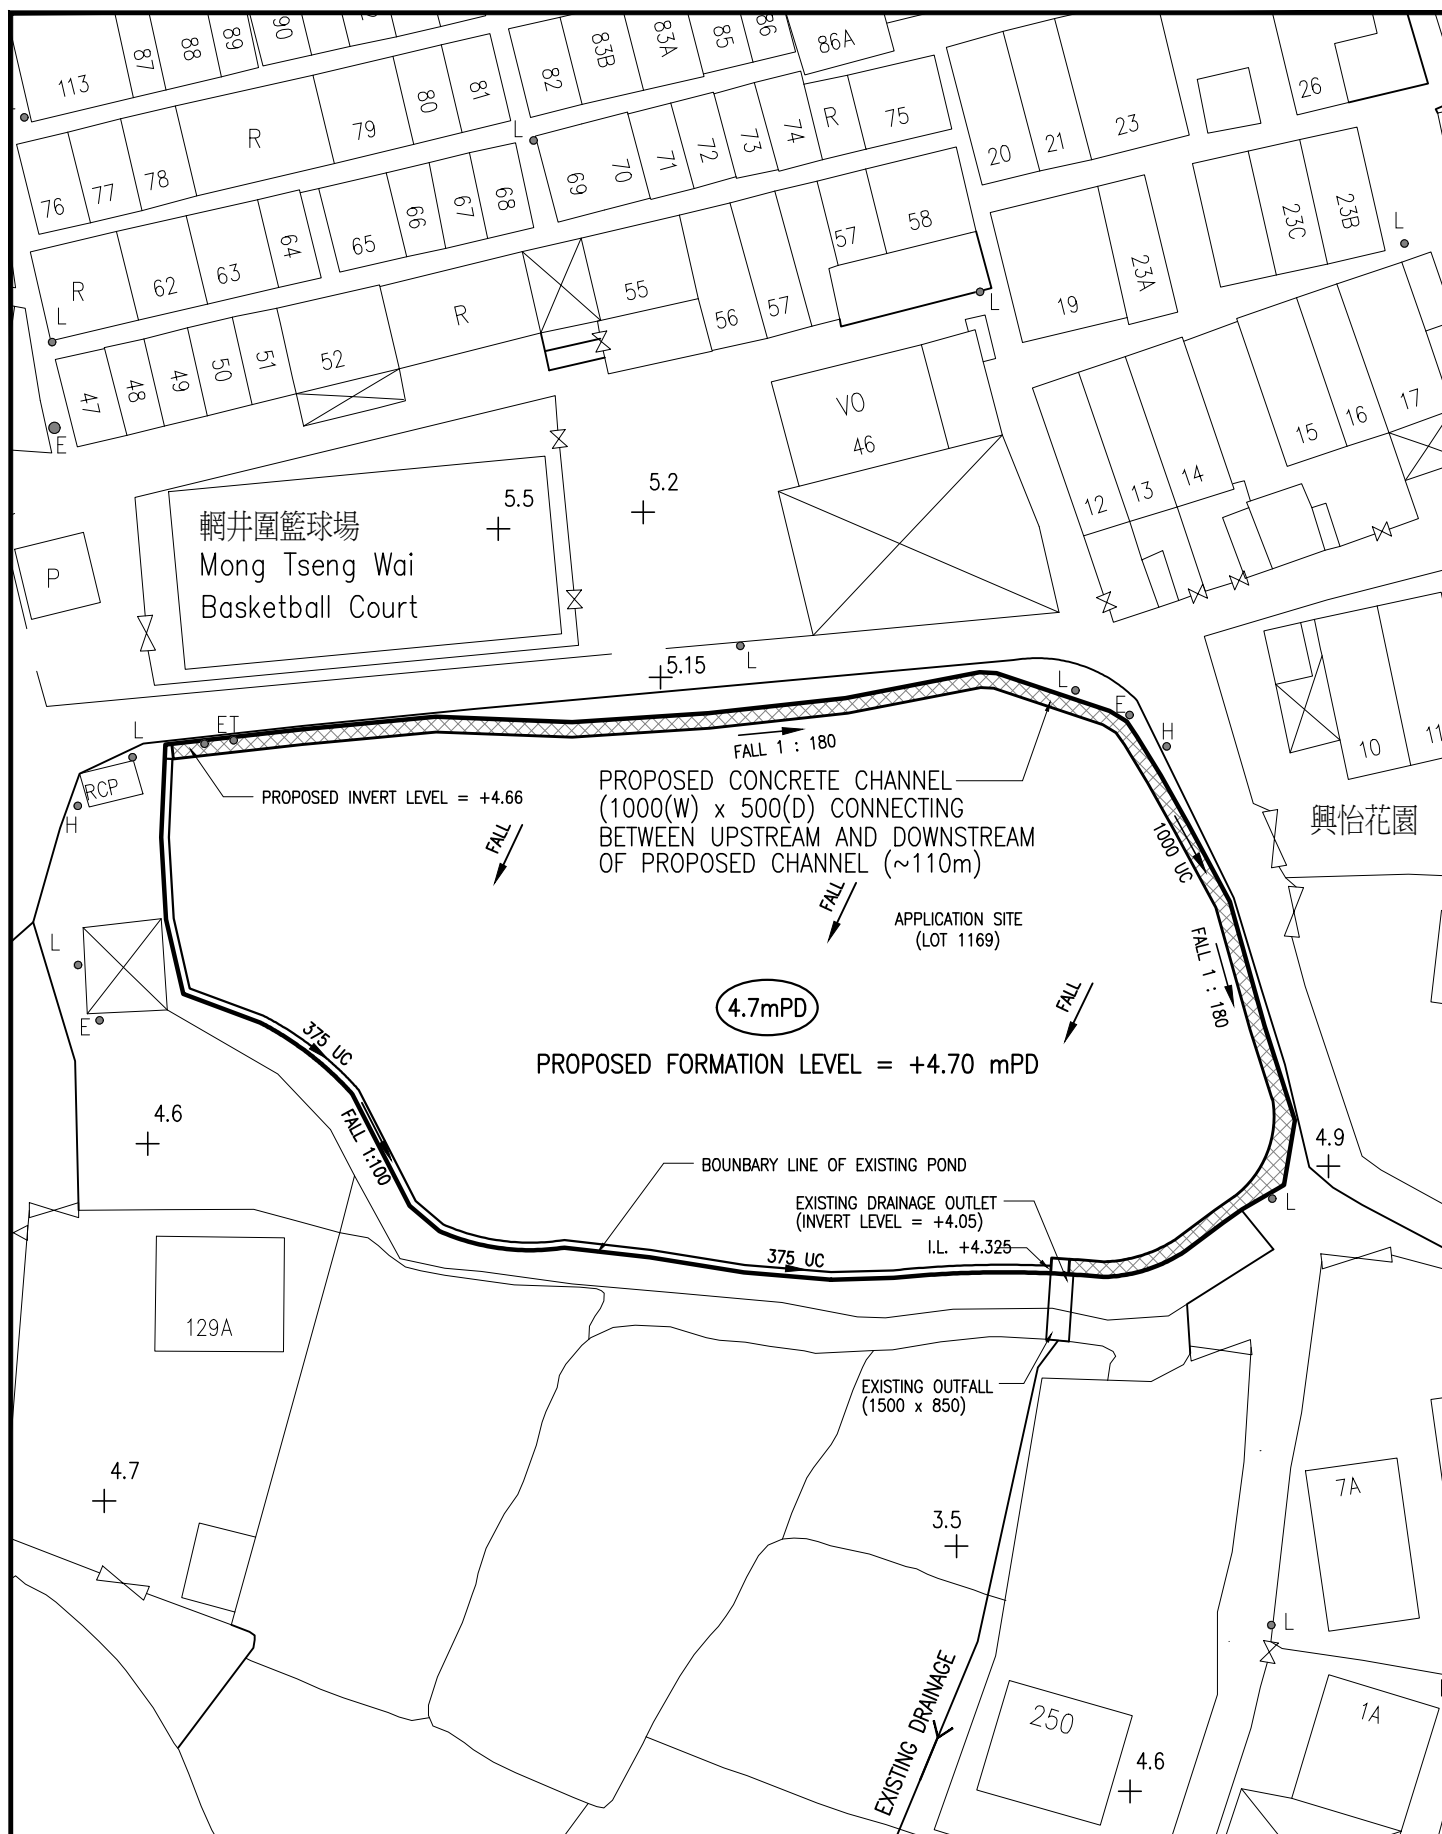 113
87
88
89
90
82
83B
83A
85
86
86A
26
R
79
80
81
L
R
75
20
21
23
76
77
78
69
70
71
72
73
74
R
62
63
64
65
66
67
68
57
58
23A
23C
23B
L
L
47
48
49
50
51
52
R
55
56
57
L
19
E
VO
46
12
13
14
15
16
17
5.5
5.2
輞井圍籃球場
Mong Tseng Wai
Basketball Court
P
L
5.15
L
ET
L
E
H
10
11
RCP
H
FALL 1 : 180
PROPOSED INVERT LEVEL = +4.66
PROPOSED CONCRETE CHANNEL
(1000(W) x 500(D) CONNECTING
BETWEEN UPSTREAM AND DOWNSTREAM
OF PROPOSED CHANNEL (~110m)
興怡花園
FALL
FALL
1000 UC
APPLICATION SITE
(LOT 1169)
FALL 1 : 180
L
E
4.7mPD
FALL
375 UC
PROPOSED FORMATION LEVEL = +4.70 mPD
4.6
FALL 1:100
4.9
BOUNBARY LINE OF EXISTING POND
EXISTING DRAINAGE OUTLET
(INVERT LEVEL = +4.05)
L
I.L. +4.325
375 UC
129A
EXISTING OUTFALL
(1500 x 850)
4.7
7A
3.5
L
EXISTING DRAINAGE
250
1A
4.6